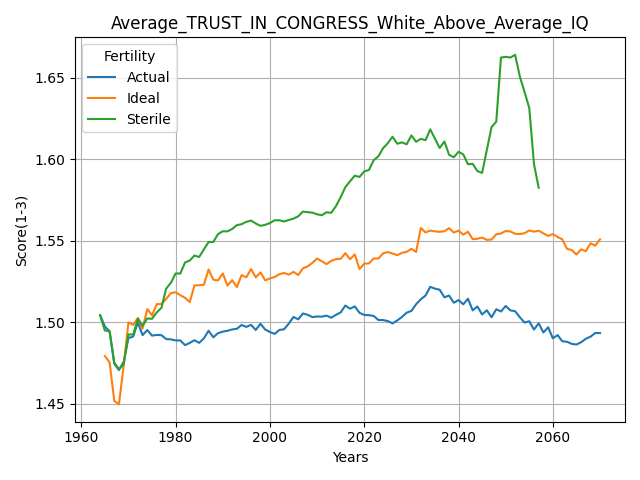 Average_TRUST_IN_CONGRESS_White_Above_Average_IQ
Fertility
Actual
Ideal
Sterile
Score(1-3)
1.65
1.60
1.55
1.50
1.45
1960
1980
2000
2020
2040
2060
Years